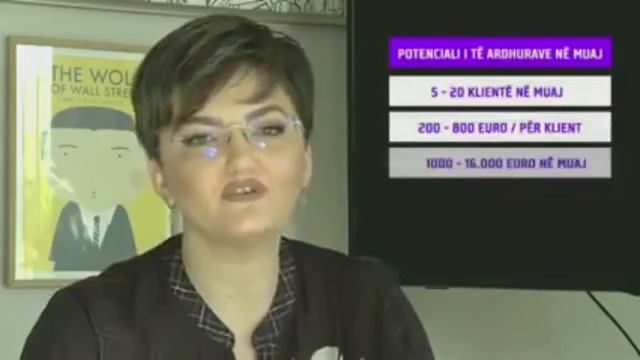 POTENCIALI I TË ARDHURAVE NË MUAJ
5 - 20 KLIENTË NË MUAJ
200 - 800 EURO / PËR KLIENT
1000 - 16.000 EURO NË MUAJ
THE WOL
OF WALL STREE